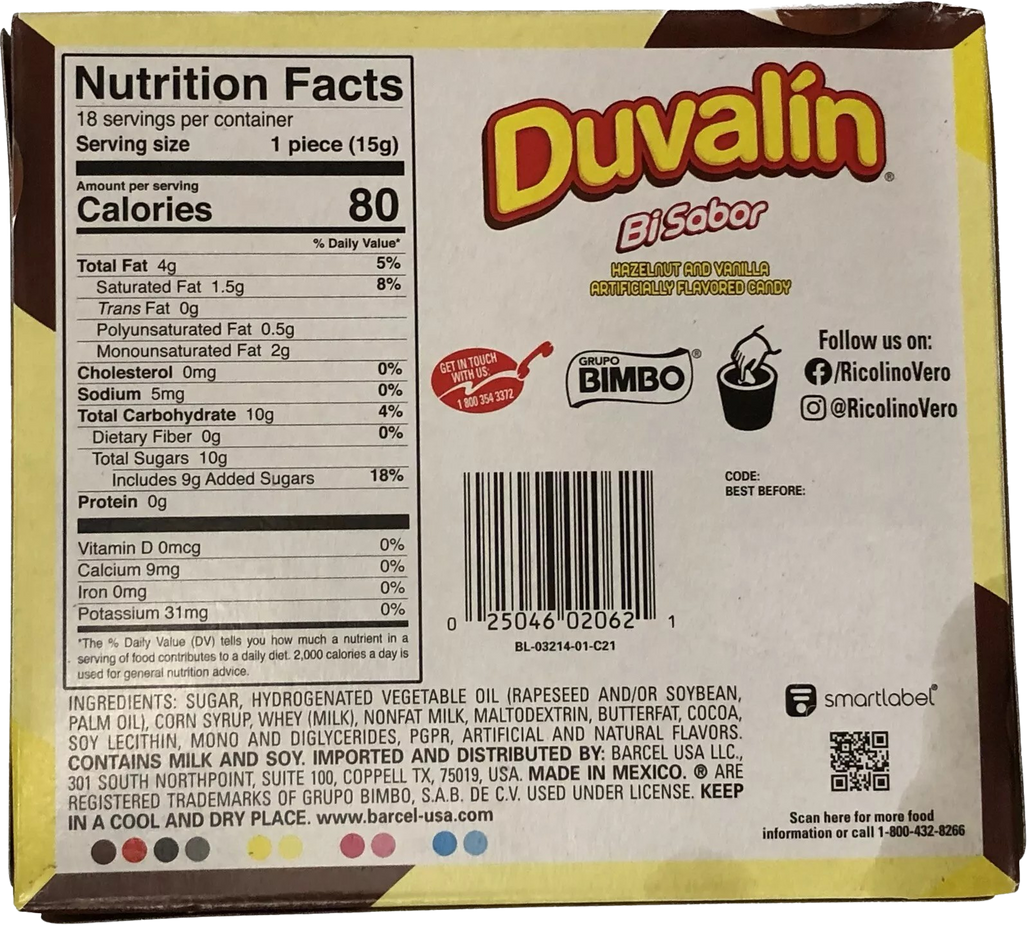 Nutrition Facts
18 servings per container
Serving size 1 piece (15g)
Amount per serving
Calories 80
% Daily Value*
Total Fat 4g 5%
Saturated Fat 1.5g 8%
Trans Fat 0g
Polyunsaturated Fat 0.5g
Monounsaturated Fat 2g
Cholesterol 0mg 0%
Sodium 5mg 0%
Total Carbohydrate 10g 4%
Dietary Fiber 0g 0%
Total Sugars 10g
Includes 9g Added Sugars 18%
Protein 0g
Vitamin D 0mcg 0%
Calcium 9mg 0%
Iron 0mg 0%
Potassium 31mg 0%
*The % Daily Value (DV) tells you how much a nutrient in a
serving of food contributes to a daily diet. 2,000 calories a day is
used for general nutrition advice.
Duvalín®
Bi Sabor
HAZELNUT AND VANILLA
ARTIFICIALLY FLAVORED CANDY
GET IN TOUCH
WITH US:
1 800 354 3372
GRUPO
BIMBO®
Follow us on:
/RicolinoVero
@RicolinoVero
CODE:
BEST BEFORE:
0 25046 02062 1
BL-03214-01-C21
INGREDIENTS: SUGAR, HYDROGENATED VEGETABLE OIL (RAPESEED AND/OR SOYBEAN,
PALM OIL), CORN SYRUP, WHEY (MILK), NONFAT MILK, MALTODEXTRIN, BUTTERFAT, COCOA,
SOY LECITHIN, MONO AND DIGLYCERIDES, PGPR, ARTIFICIAL AND NATURAL FLAVORS.
CONTAINS MILK AND SOY. IMPORTED AND DISTRIBUTED BY: BARCEL USA LLC.,
301 SOUTH NORTHPOINT, SUITE 100, COPPELL TX, 75019, USA. MADE IN MEXICO. ® ARE
REGISTERED TRADEMARKS OF GRUPO BIMBO, S.A.B. DE C.V. USED UNDER LICENSE. KEEP
IN A COOL AND DRY PLACE. www.barcel-usa.com
smartlabel®
Scan here for more food
information or call 1-800-432-8266